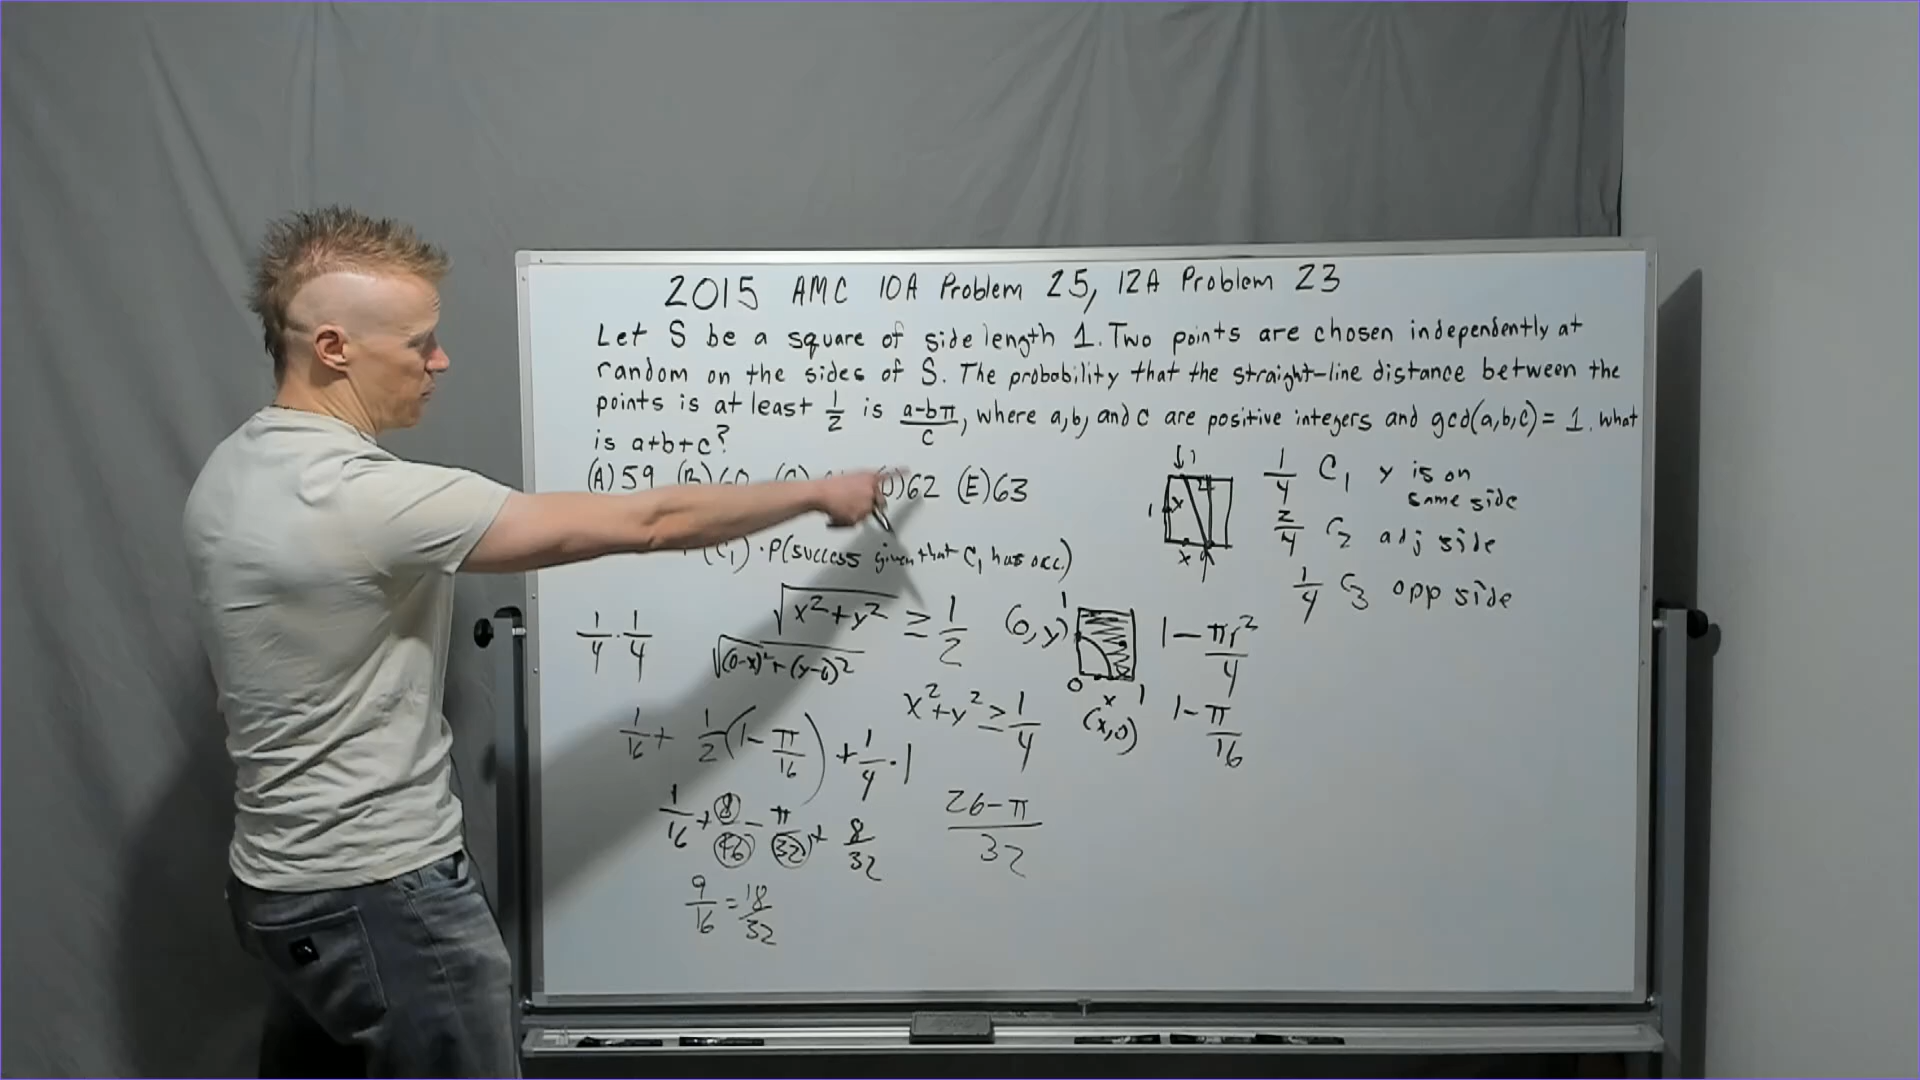 2015 AMC 10A Problem 25, 12A Problem 23
Let S be a square of side length 1. Two points are chosen independently at
random on the sides of S. The probability that the straight-line distance between the
points is at least 1/2 is (a-bπ)/c, where a, b, and c are positive integers and gcd(a,b,c) = 1. What
is a+b+c?
(A) 59 (B) 60 (C) (D) 62 (E) 63
1/4 C₁ y is on
same side
2/4 C₂ adj side
1/4 C₃ opp side
1
1
x
x
(C₁) · P(success given that C₁ has occ.)
1/4 · 1/4
√(x²+y²) ≥ 1/2
√((0-x)²+(y-0)²)
(0,y)
1
0
x
1
(x,0)
1 - πr²/4
x²+y² ≥ 1/4
1 - π/16
1/16 + 1/2(1 - π/16) + 1/4 · 1
1/16 + 8/16 - π/32 + 8/32
(26-π)/32
9/16 = 18/32